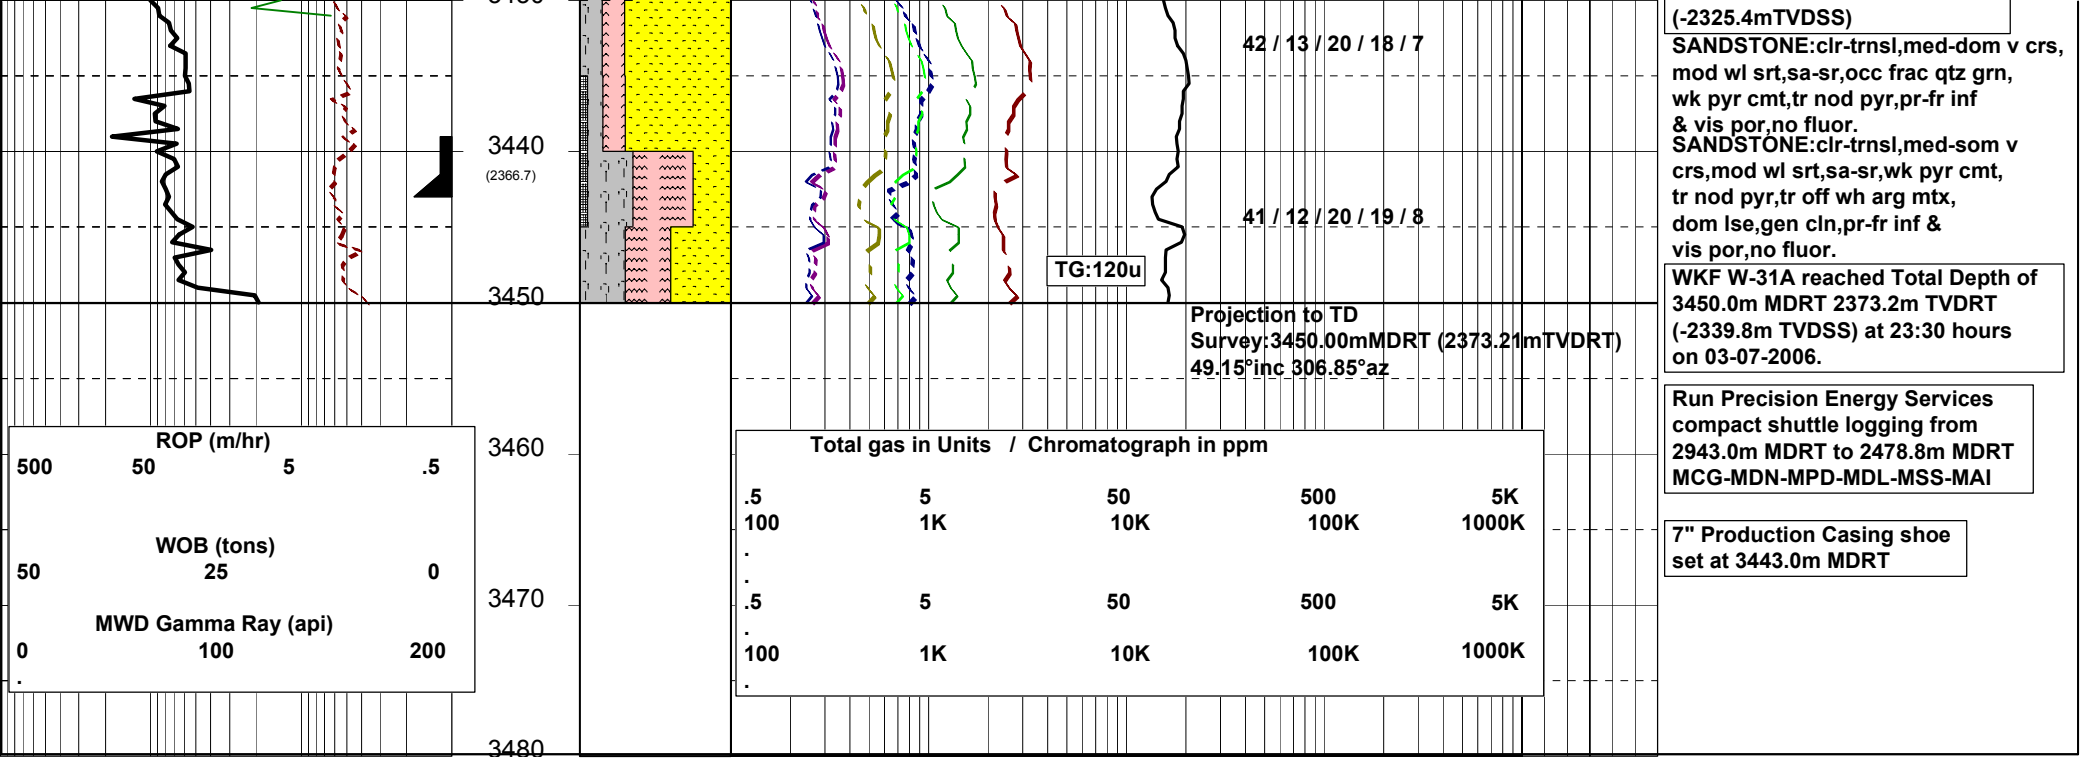 3430
42 / 13 / 20 / 18 / 7
3440
(2366.7)
41 / 12 / 20 / 19 / 8
TG:120u
3450
Projection to TD
Survey:3450.00mMDRT (2373.21mTVDRT)
49.15°inc 306.85°az
3460
3470
3480
ROP (m/hr)
500 50 5 .5
WOB (tons)
50 25 0
MWD Gamma Ray (api)
0 100 200
.
Total gas in Units / Chromatograph in ppm
.5 5 50 500 5K
100 1K 10K 100K 1000K
.
.
.5 5 50 500 5K
.
100 1K 10K 100K 1000K
.
(-2325.4mTVDSS)
SANDSTONE:clr-trnsl,med-dom v crs,
mod wl srt,sa-sr,occ frac qtz grn,
wk pyr cmt,tr nod pyr,pr-fr inf
& vis por,no fluor.
SANDSTONE:clr-trnsl,med-som v
crs,mod wl srt,sa-sr,wk pyr cmt,
tr nod pyr,tr off wh arg mtx,
dom lse,gen cln,pr-fr inf &
vis por,no fluor.
WKF W-31A reached Total Depth of
3450.0m MDRT 2373.2m TVDRT
(-2339.8m TVDSS) at 23:30 hours
on 03-07-2006.
Run Precision Energy Services
compact shuttle logging from
2943.0m MDRT to 2478.8m MDRT
MCG-MDN-MPD-MDL-MSS-MAI
7" Production Casing shoe
set at 3443.0m MDRT